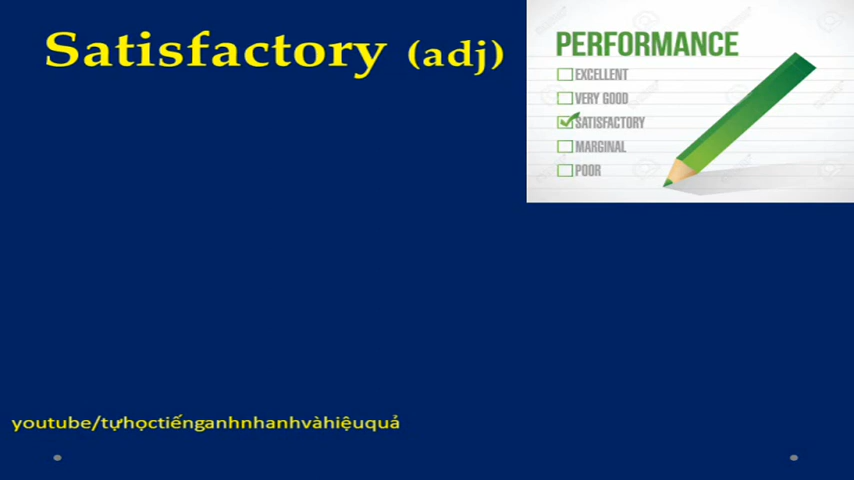 Satisfactory (adj)
PERFORMANCE
EXCELLENT
VERY GOOD
SATISFACTORY
MARGINAL
POOR
youtube/tựhọctiếnganhnhanhvàhiệuquả